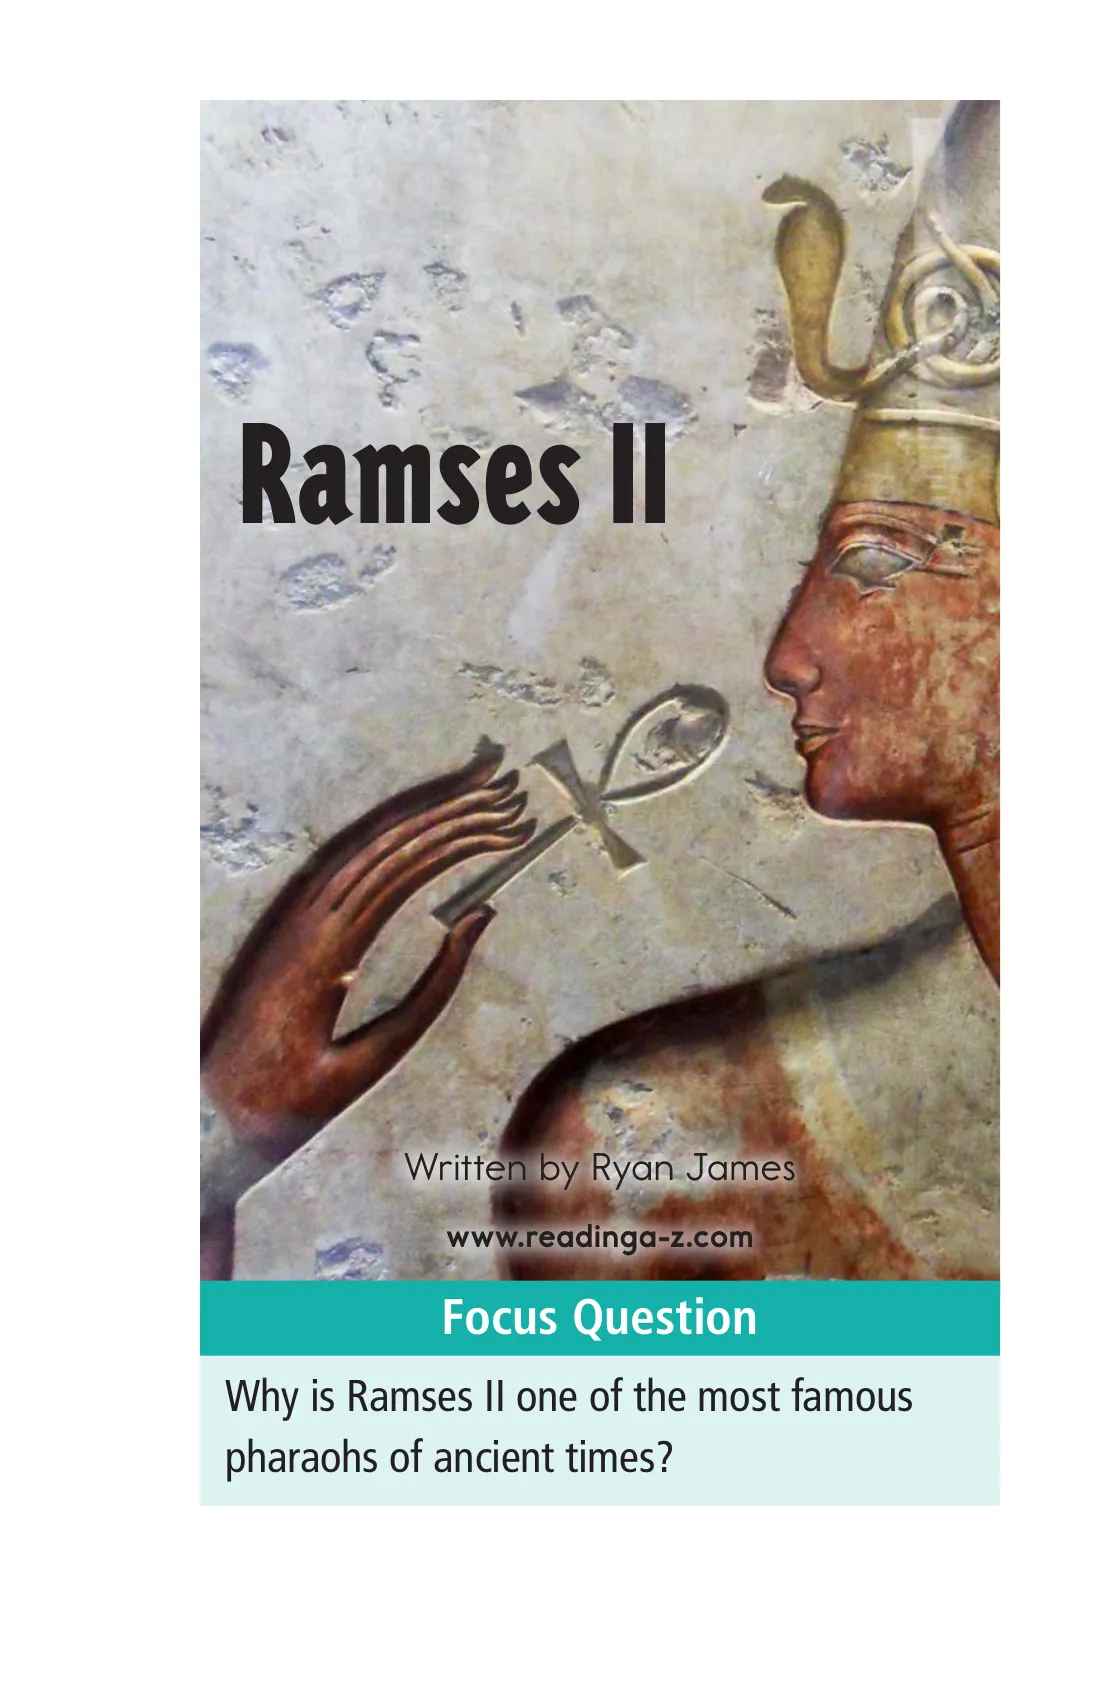 Ramses II
Written by Ryan James
www.readinga-z.com
Focus Question
Why is Ramses II one of the most famous
pharaohs of ancient times?